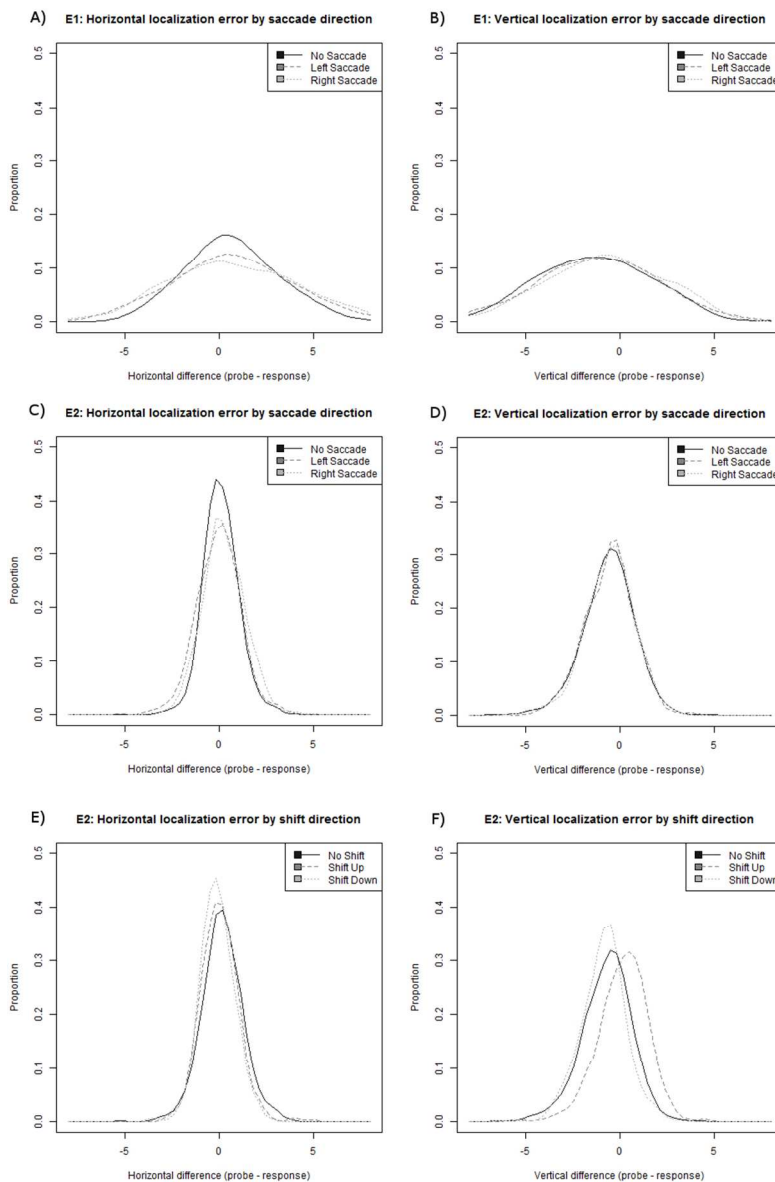 A) E1: Horizontal localization error by saccade direction
No Saccade
Left Saccade
Right Saccade
Proportion
0.5
0.4
0.3
0.2
0.1
0.0
-5 0 5
Horizontal difference (probe - response)
B) E1: Vertical localization error by saccade direction
No Saccade
Left Saccade
Right Saccade
Proportion
0.5
0.4
0.3
0.2
0.1
0.0
-5 0 5
Vertical difference (probe - response)
C) E2: Horizontal localization error by saccade direction
No Saccade
Left Saccade
Right Saccade
Proportion
0.5
0.4
0.3
0.2
0.1
0.0
-5 0 5
Horizontal difference (probe - response)
D) E2: Vertical localization error by saccade direction
No Saccade
Left Saccade
Right Saccade
Proportion
0.5
0.4
0.3
0.2
0.1
0.0
-5 0 5
Vertical difference (probe - response)
E) E2: Horizontal localization error by shift direction
No Shift
Shift Up
Shift Down
Proportion
0.5
0.4
0.3
0.2
0.1
0.0
-5 0 5
Horizontal difference (probe - response)
F) E2: Vertical localization error by shift direction
No Shift
Shift Up
Shift Down
Proportion
0.5
0.4
0.3
0.2
0.1
0.0
-5 0 5
Vertical difference (probe - response)